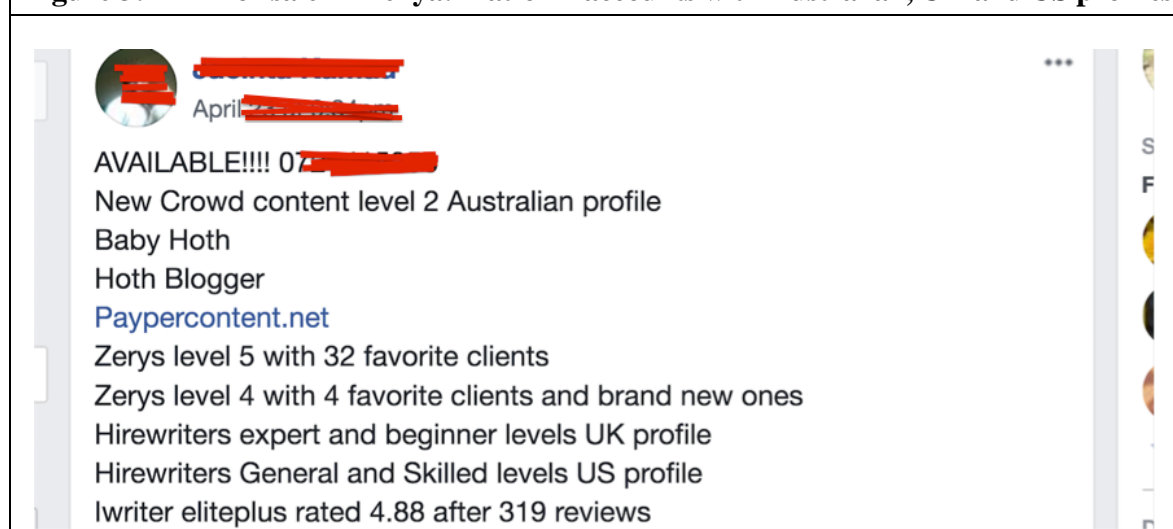 April
AVAILABLE!!!! 07
New Crowd content level 2 Australian profile
Baby Hoth
Hoth Blogger
Paypercontent.net
Zerys level 5 with 32 favorite clients
Zerys level 4 with 4 favorite clients and brand new ones
Hirewriters expert and beginner levels UK profile
Hirewriters General and Skilled levels US profile
Iwriter eliteplus rated 4.88 after 319 reviews